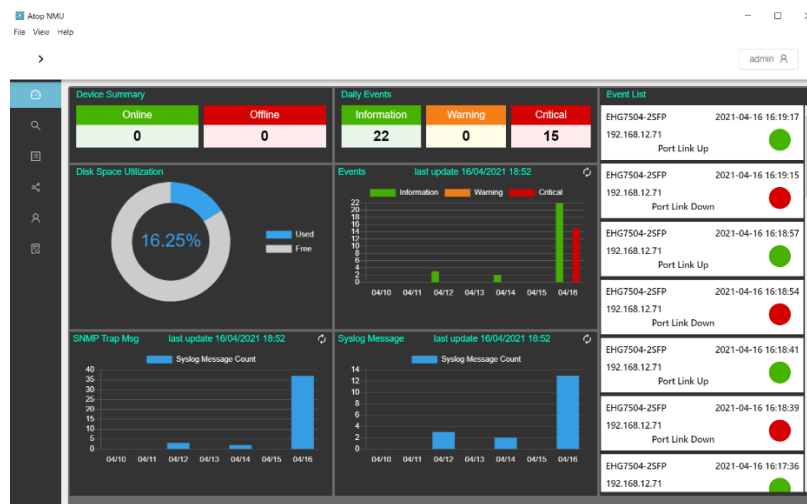 Atop NMU
File View Help
admin
Device Summary
Online
Offline
0
0
Daily Events
Information
Warning
Critical
22
0
15
Event List
EHG7504-2SFP 2021-04-16 16:19:17
192.168.12.71
Port Link Up
EHG7504-2SFP 2021-04-16 16:19:15
192.168.12.71
Port Link Down
EHG7504-2SFP 2021-04-16 16:18:57
192.168.12.71
Port Link Up
EHG7504-2SFP 2021-04-16 16:18:54
192.168.12.71
Port Link Down
EHG7504-2SFP 2021-04-16 16:18:41
192.168.12.71
Port Link Up
EHG7504-2SFP 2021-04-16 16:18:39
192.168.12.71
Port Link Down
EHG7504-2SFP 2021-04-16 16:17:36
192.168.12.71
Disk Space Utilization
16.25%
Used
Free
Events last update 16/04/2021 18:52
Information Warning Critical
22
20
18
16
14
12
10
8
6
4
2
0
04/10 04/11 04/12 04/13 04/14 04/15 04/16
SNMP Trap Msg last update 16/04/2021 18:52
Syslog Message Count
40
35
30
25
20
15
10
5
0
04/10 04/11 04/12 04/13 04/14 04/15 04/16
Syslog Message last update 16/04/2021 18:52
Syslog Message Count
14
12
10
8
6
4
2
0
04/10 04/11 04/12 04/13 04/14 04/15 04/16